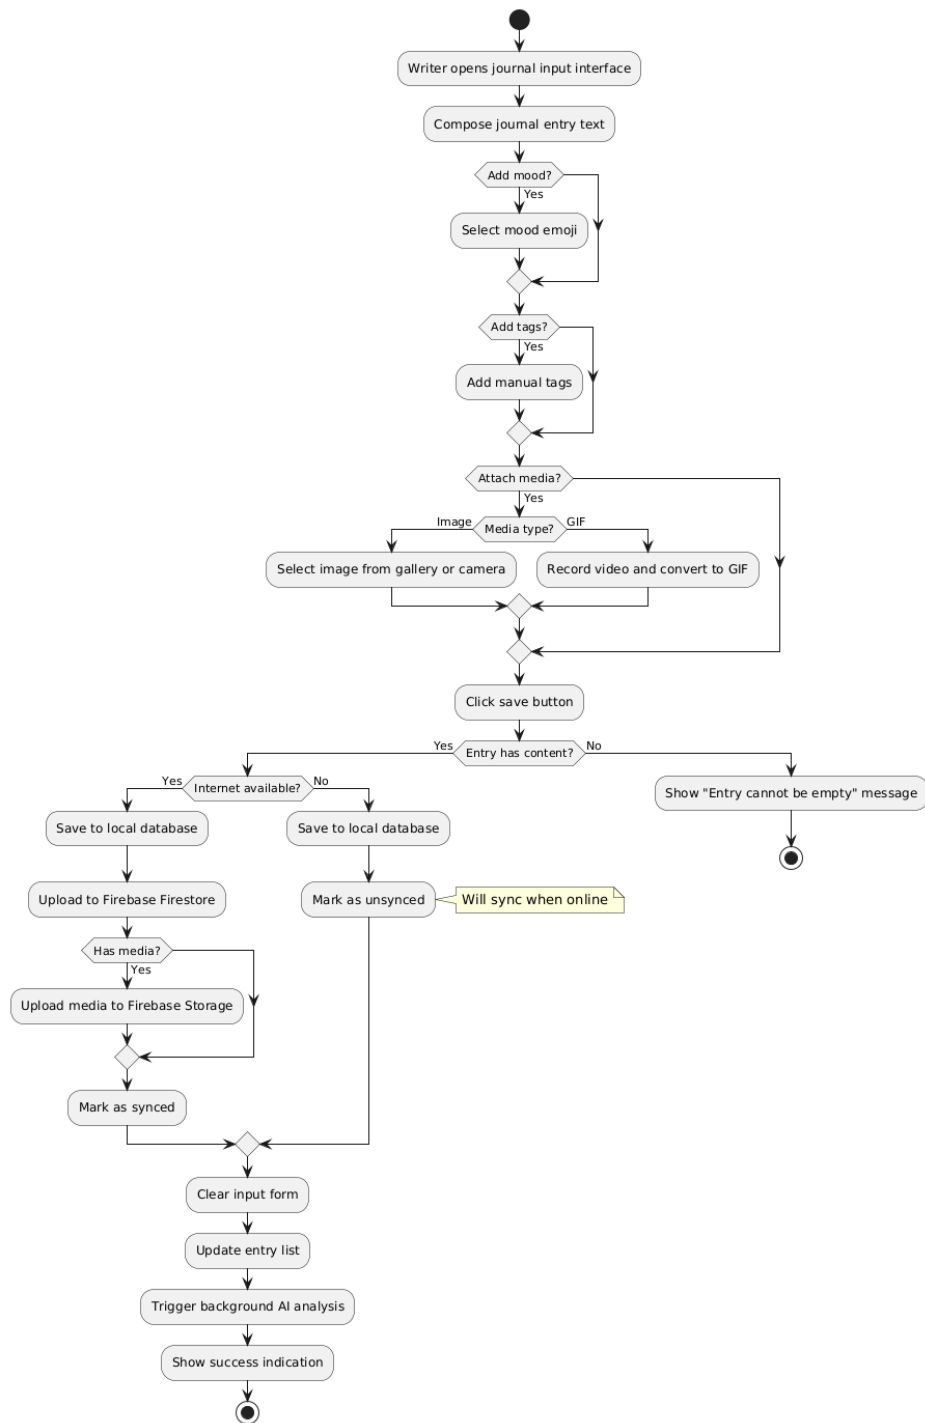 Writer opens journal input interface
Compose journal entry text
Add mood?
Yes
Select mood emoji
Add tags?
Yes
Add manual tags
Attach media?
Yes
Image
Media type?
GIF
Select image from gallery or camera
Record video and convert to GIF
Click save button
Yes
Entry has content?
No
Yes
Internet available?
No
Show "Entry cannot be empty" message
Save to local database
Save to local database
Upload to Firebase Firestore
Mark as unsynced
Will sync when online
Has media?
Yes
Upload media to Firebase Storage
Mark as synced
Clear input form
Update entry list
Trigger background AI analysis
Show success indication